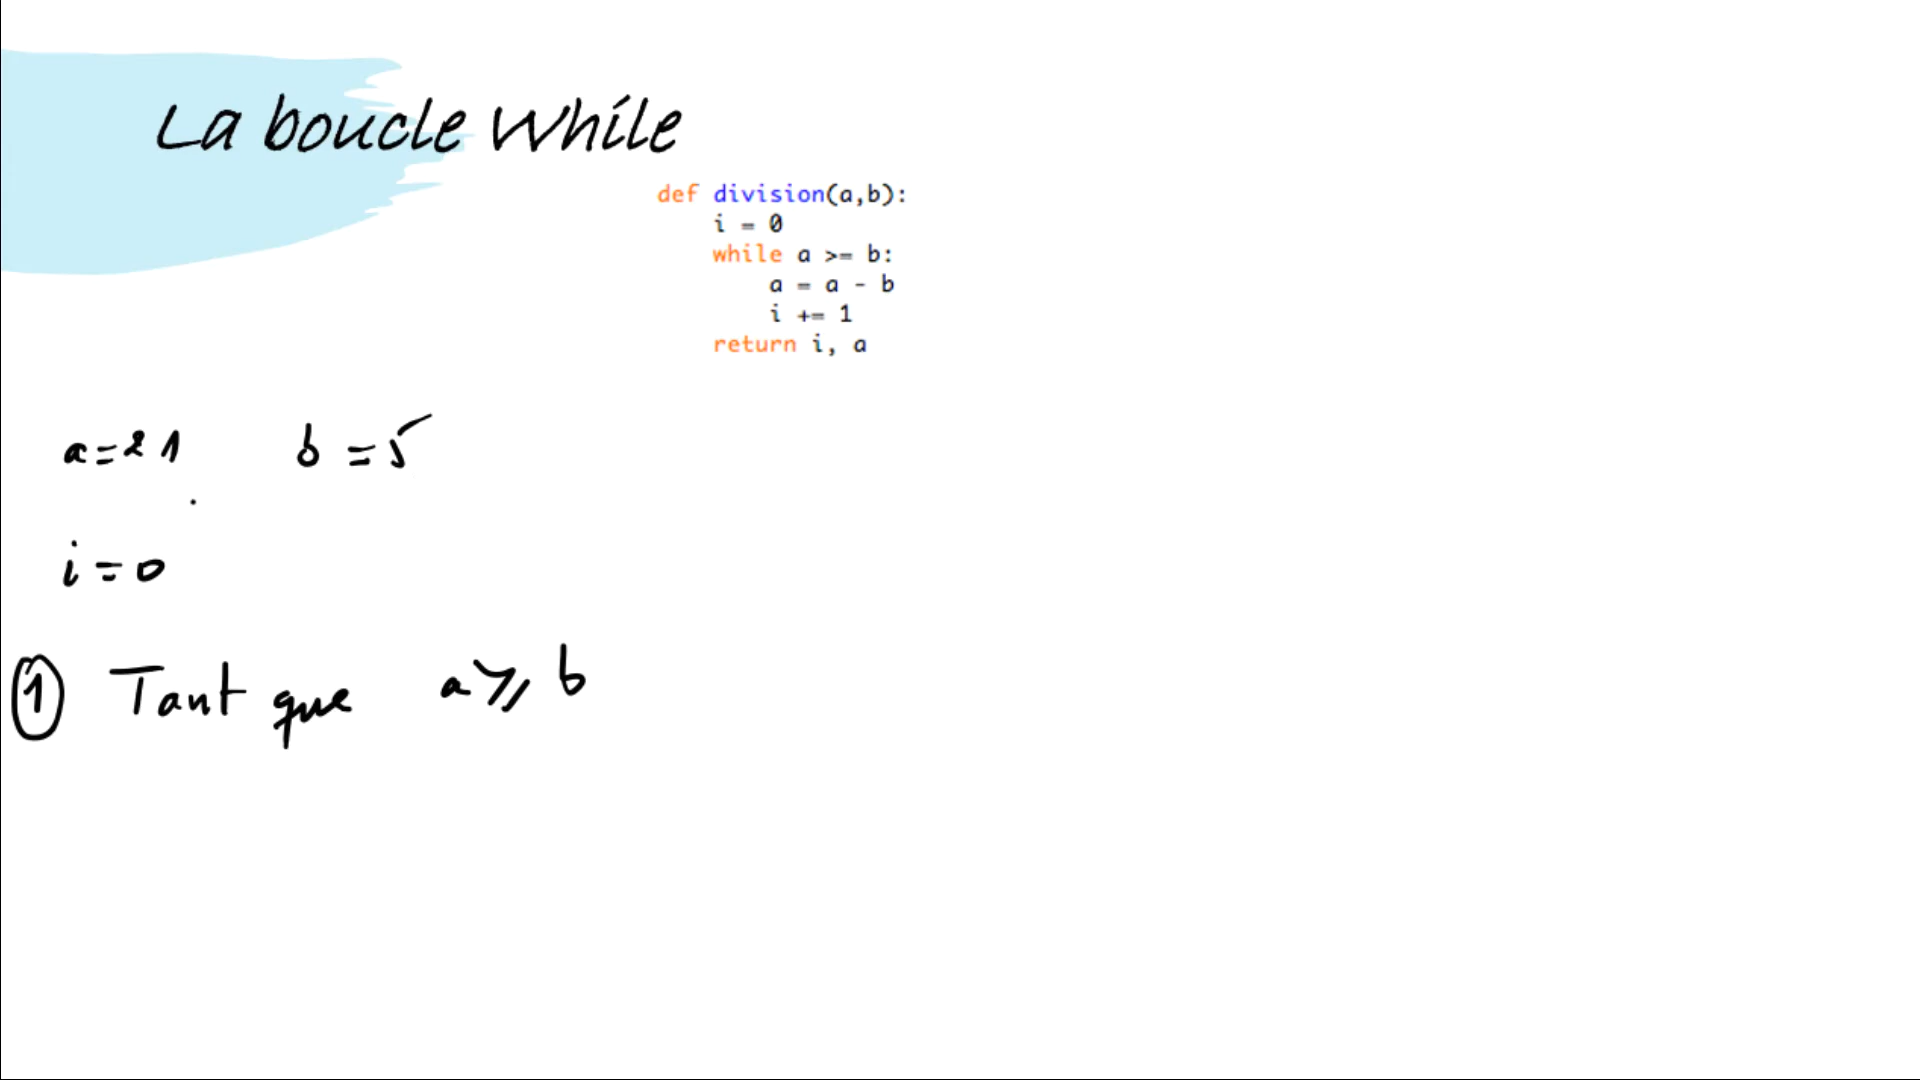 La boucle While
def division(a,b):
    i = 0
    while a >= b:
        a = a - b
        i += 1
    return i, a
a=21 b=5
i=0
① Tant que a⩾b